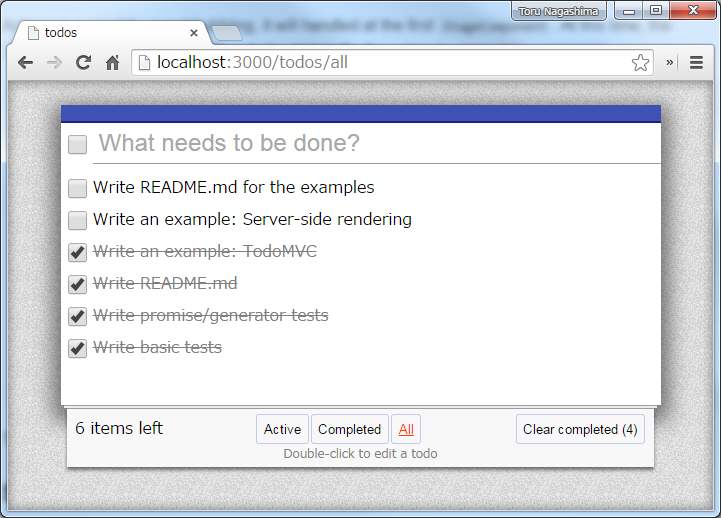 Toru Nagashima
todos
localhost:3000/todos/all
What needs to be done?
Write README.md for the examples
Write an example: Server-side rendering
Write an example: TodoMVC
Write README.md
Write promise/generator tests
Write basic tests
6 items left Active Completed All Clear completed (4)
Double-click to edit a todo